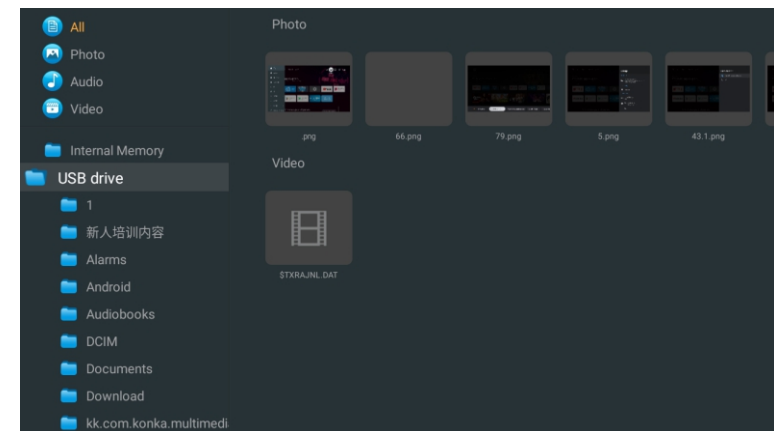 All
Photo
Audio
Video
Internal Memory
USB drive
1
新人培训内容
Alarms
Android
Audiobooks
DCIM
Documents
Download
kk.com.konka.multimedi
Photo
.png
66.png
79.png
5.png
43.1.png
Video
$TXRAJNL.DAT